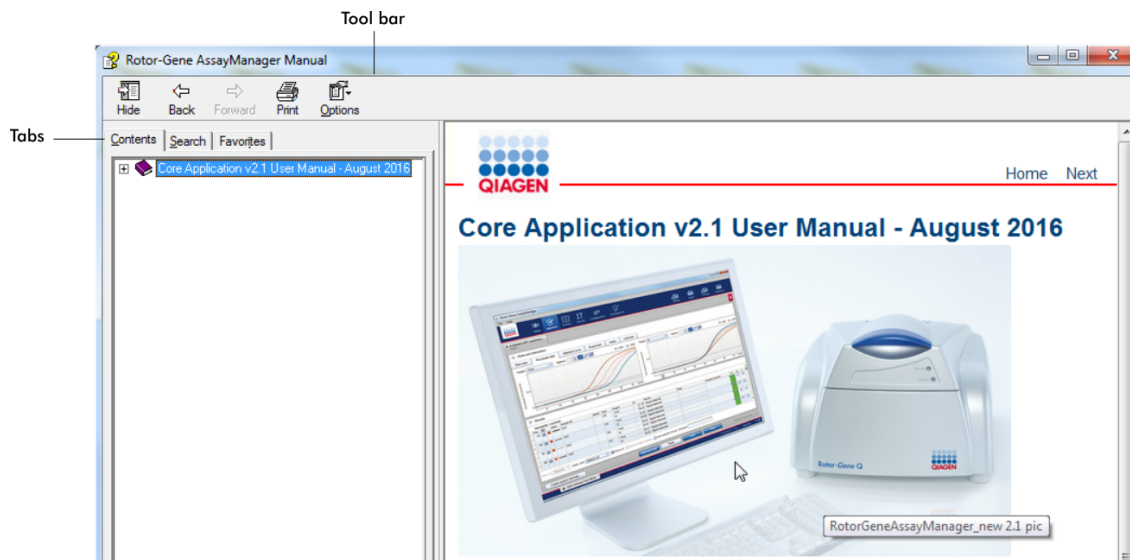 Tool bar
Rotor-Gene AssayManager Manual
Hide Back Forward Print Options
Tabs
Contents Search Favorites
Core Application v2.1 User Manual - August 2016
QIAGEN
Home Next
Core Application v2.1 User Manual - August 2016
Rotor-Gene Q
QIAGEN
RotorGeneAssayManager_new 2.1 pic